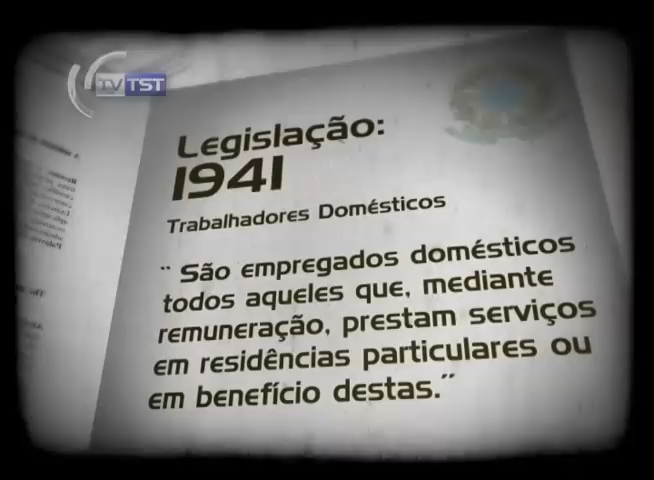 TV TST
Legislação:
1941
Trabalhadores Domésticos
¨ São empregados domésticos
todos aqueles que, mediante
remuneração, prestam serviços
em residências particulares ou
em benefício destas.¨